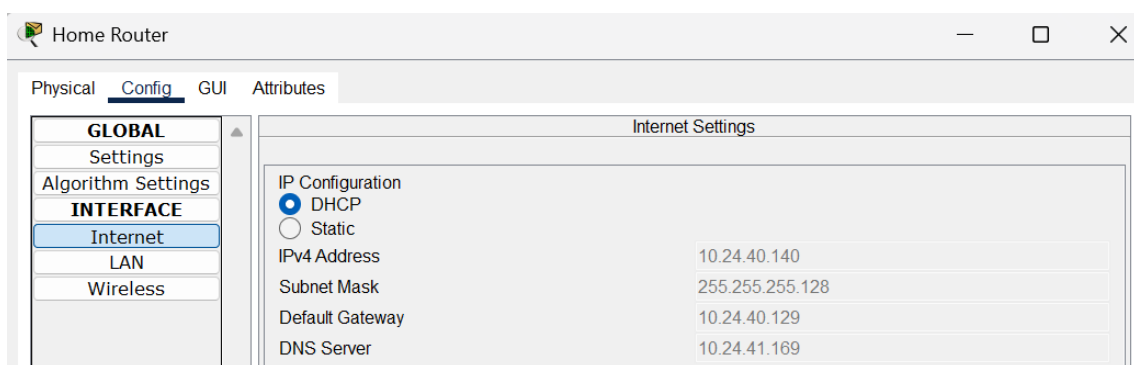 Home Router
Physical Config GUI Attributes
GLOBAL
Settings
Algorithm Settings
INTERFACE
Internet
LAN
Wireless
Internet Settings
IP Configuration
DHCP
Static
IPv4 Address 10.24.40.140
Subnet Mask 255.255.255.128
Default Gateway 10.24.40.129
DNS Server 10.24.41.169